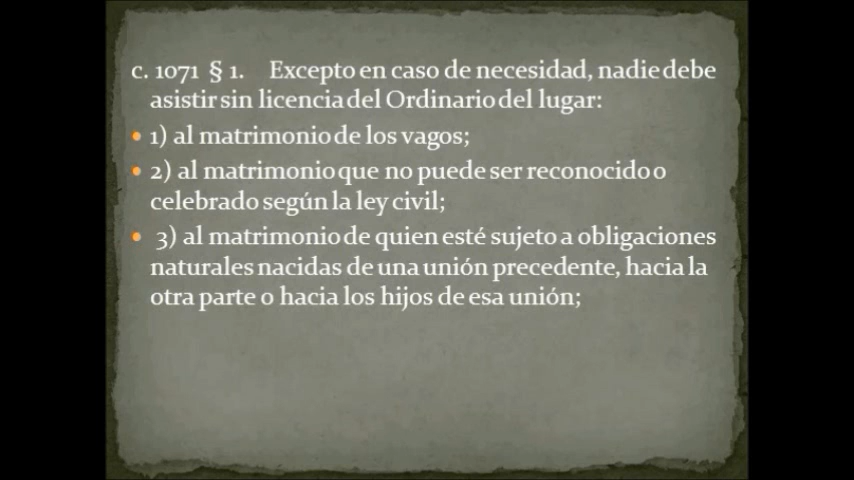 c. 1071 § 1. Excepto en caso de necesidad, nadie debe
asistir sin licencia del Ordinario del lugar:
• 1) al matrimonio de los vagos;
• 2) al matrimonio que no puede ser reconocido o
celebrado según la ley civil;
• 3) al matrimonio de quien esté sujeto a obligaciones
naturales nacidas de una unión precedente, hacia la
otra parte o hacia los hijos de esa unión;